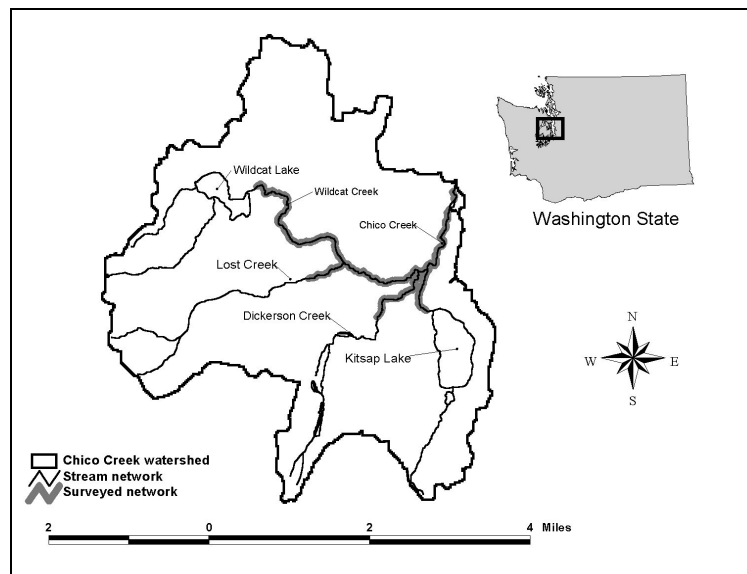 Wildcat Lake
Wildcat Creek
Chico Creek
Washington State
Lost Creek
Dickerson Creek
Kitsap Lake
N
W
E
S
Chico Creek watershed
Stream network
Surveyed network
2 0 2 4 Miles